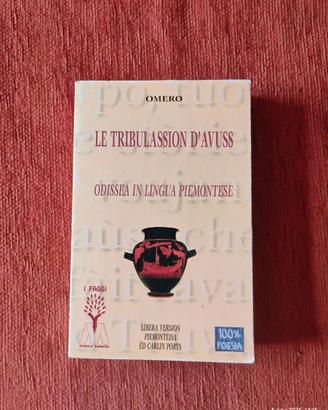 OMERO
LE TRIBULASSION D'AVUSS
ODISSEA IN LINGUA PIEMONTESE
I FAGGI
LIBERA VERSION
PIEMONTEISA
ED CARLIN PORTA
100%
POESIA